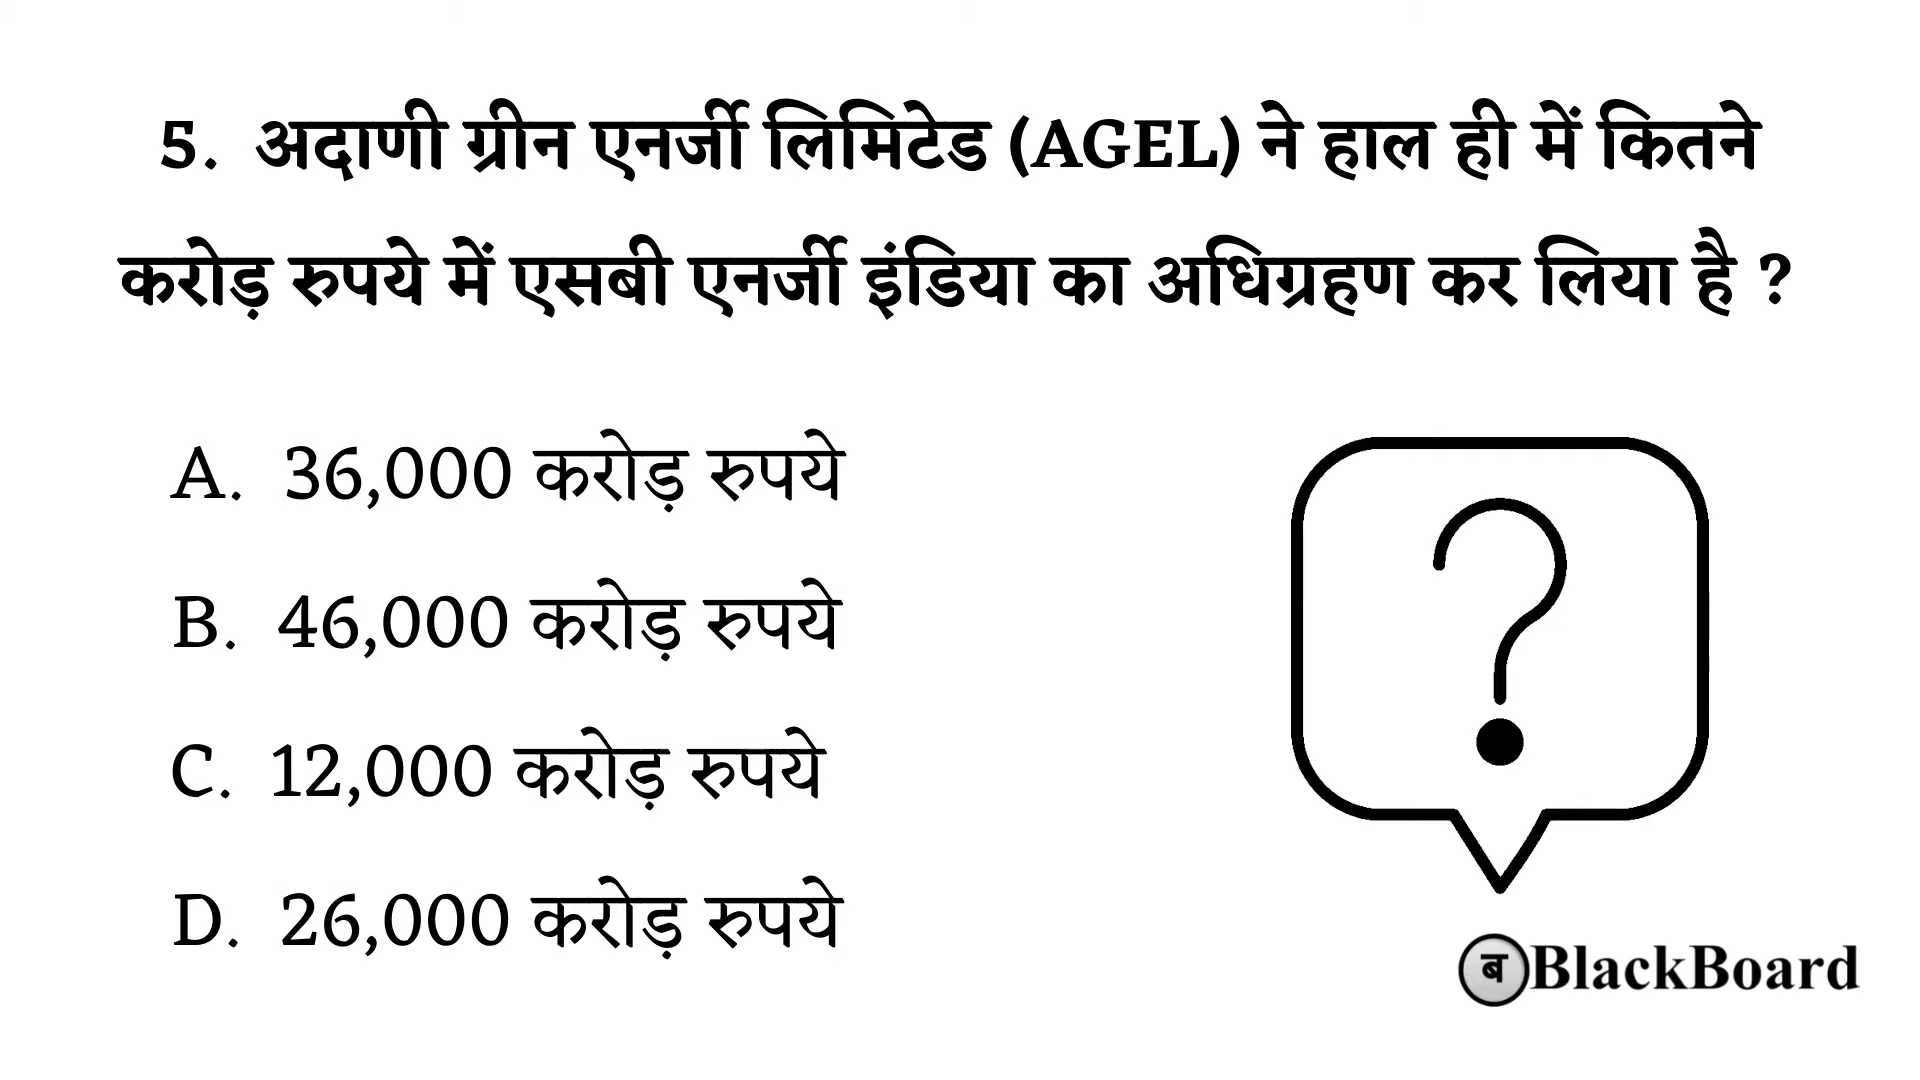 5. अदाणी ग्रीन एनर्जी लिमिटेड (AGEL) ने हाल ही में कितने
करोड़ रुपये में एसबी एनर्जी इंडिया का अधिग्रहण कर लिया है ?
A. 36,000 करोड़ रुपये
B. 46,000 करोड़ रुपये
C. 12,000 करोड़ रुपये
D. 26,000 करोड़ रुपये
?
ब BlackBoard